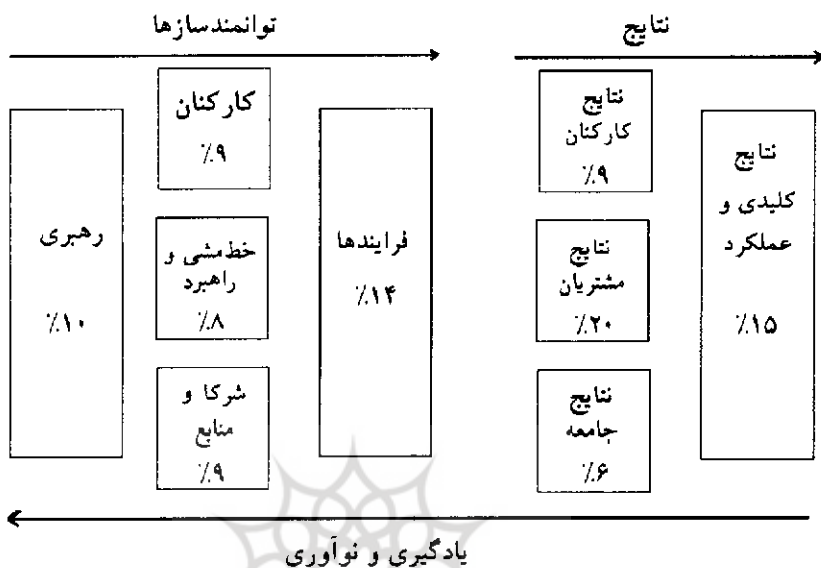 توانمندسازها
نتایج
رهبری
٪۱۰
کارکنان
٪۹
خط‌مشی و
راهبرد
٪۸
شرکا و
منابع
٪۹
فرایندها
٪۱۴
نتایج
کارکنان
٪۹
نتایج
مشتریان
٪۲۰
نتایج
جامعه
٪۶
نتایج
کلیدی و
عملکرد
٪۱۵
یادگیری و نوآوری